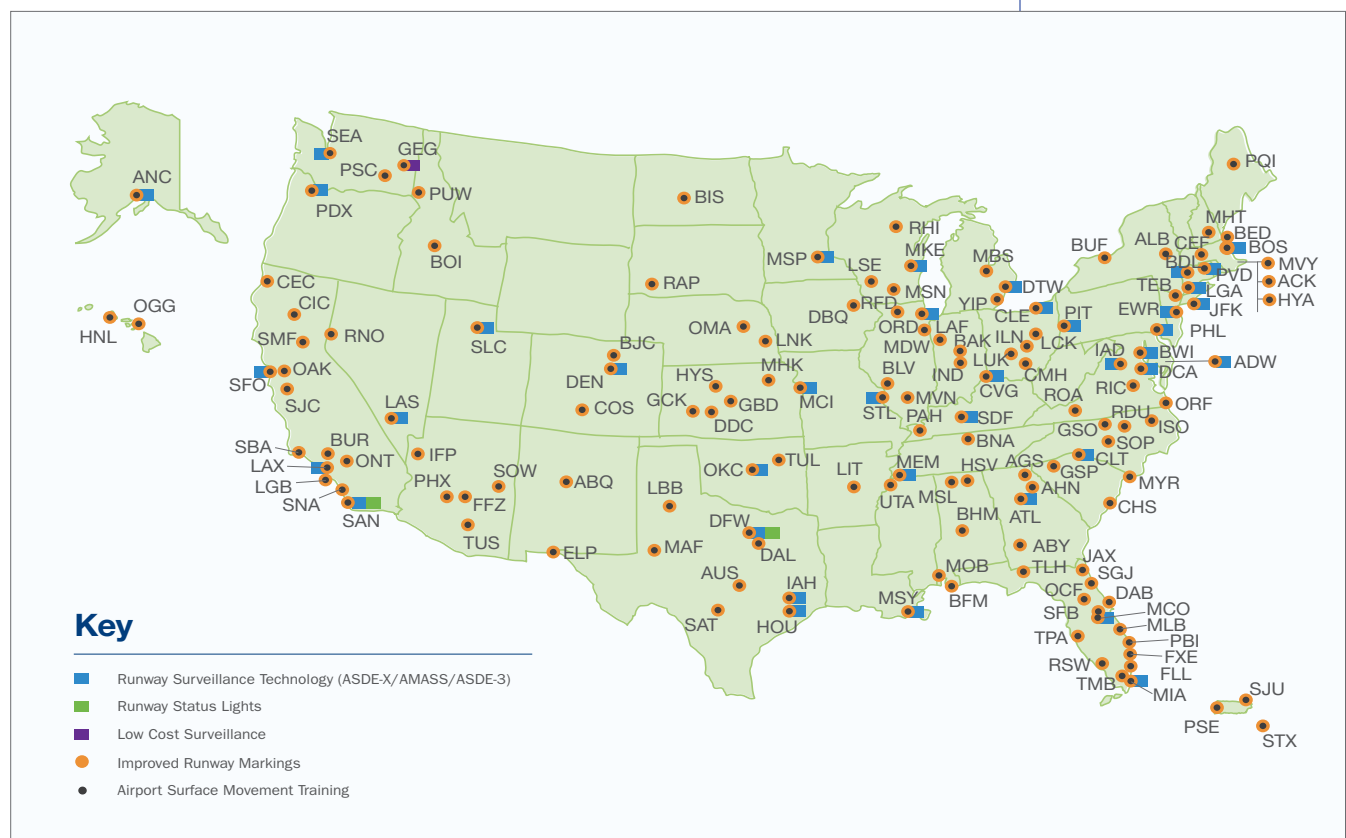 SEA
GEG
PSC
ANC
PUW
PDX
BIS
PQI
RHI
MHT
BED
BOI
ALB
CEF
BOS
BUF
MKE
MBS
MSP
LSE
BDL
MVY
PVD
ACK
CEC
RAP
MSN
DTW
TEB
LGA
HYA
YIP
CIC
OGG
DBQ
RFD
CLE
PIT
EWR
JFK
HNL
OMA
ORD
LAF
ILN
PHL
SMF
RNO
SLC
BJC
LNK
MDW
BAK
LCK
IAD
BWI
ADW
OAK
MHK
LUK
DCA
SFO
DEN
HYS
BLV
IND
CMH
RIC
SJC
GCK
GBD
MCI
CVG
ROA
ORF
LAS
COS
DDC
STL
MVN
PAH
SDF
RDU
ISO
GSO
SOP
BNA
SBA
BUR
IFP
CLT
LAX
ONT
SOW
OKC
TUL
LIT
MEM
HSV
AGS
GSP
LGB
PHX
ABQ
LBB
MYR
SNA
FFZ
UTA
MSL
AHN
CHS
SAN
DFW
BHM
ATL
TUS
DAL
ELP
MAF
ABY
JAX
MOB
TLH
SGJ
AUS
IAH
OCF
DAB
MSY
BFM
SFB
MCO
SAT
HOU
MLB
TPA
PBI
FXE
RSW
FLL
TMB
MIA
SJU
PSE
STX
Key
Runway Surveillance Technology (ASDE-X/AMASS/ASDE-3)
Runway Status Lights
Low Cost Surveillance
Improved Runway Markings
Airport Surface Movement Training